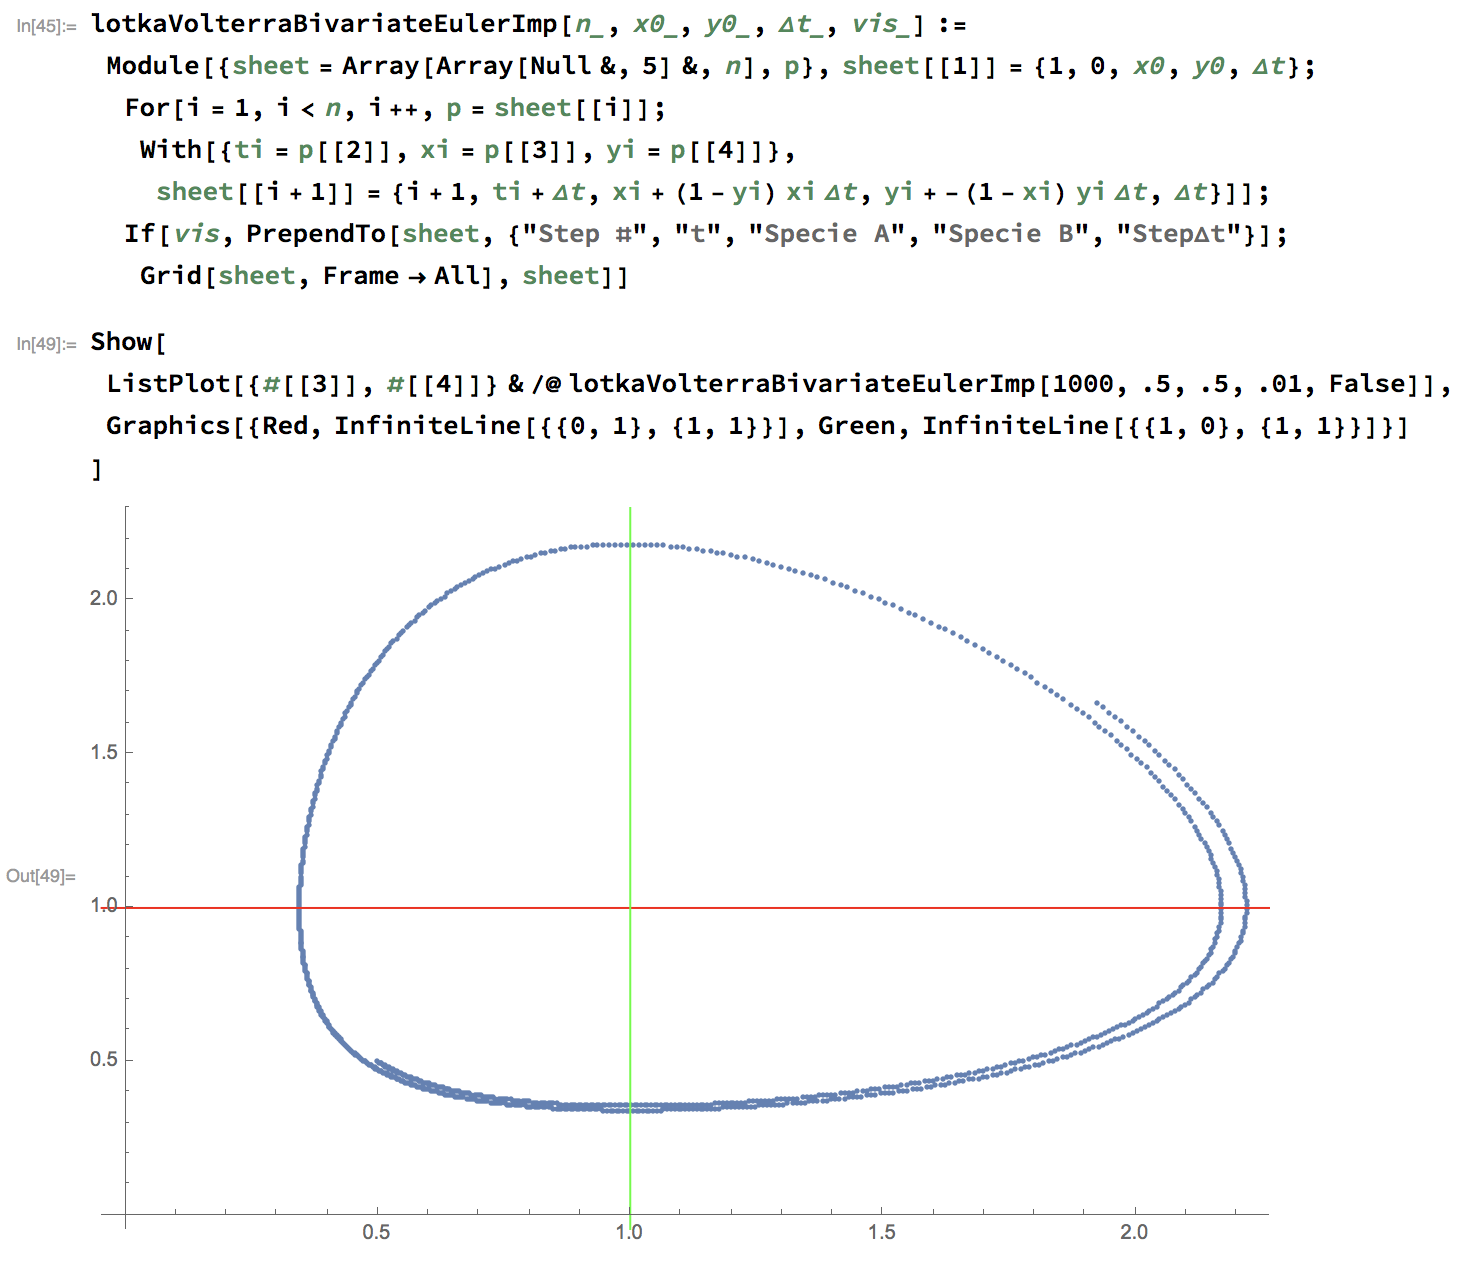 In[45]:= lotkaVolterraBivariateEulerImp[n_, x0_, y0_, Δt_, vis_] :=
Module[{sheet = Array[Array[Null &, 5] &, n], p}, sheet[[1]] = {1, 0, x0, y0, Δt};
For[i = 1, i < n, i ++, p = sheet[[i]];
With[{ti = p[[2]], xi = p[[3]], yi = p[[4]]},
sheet[[i + 1]] = {i + 1, ti + Δt, xi + (1 - yi) xi Δt, yi + - (1 - xi) yi Δt, Δt}]];
If[vis, PrependTo[sheet, {"Step #", "t", "Specie A", "Specie B", "StepΔt"}];
Grid[sheet, Frame → All], sheet]]
In[49]:= Show[
ListPlot[{#[[3]], #[[4]]} & /@ lotkaVolterraBivariateEulerImp[1000, .5, .5, .01, False]],
Graphics[{Red, InfiniteLine[{{0, 1}, {1, 1}}], Green, InfiniteLine[{{1, 0}, {1, 1}}]}]
]
2.0
1.5
Out[49]=
1.0
0.5
0.5 1.0 1.5 2.0